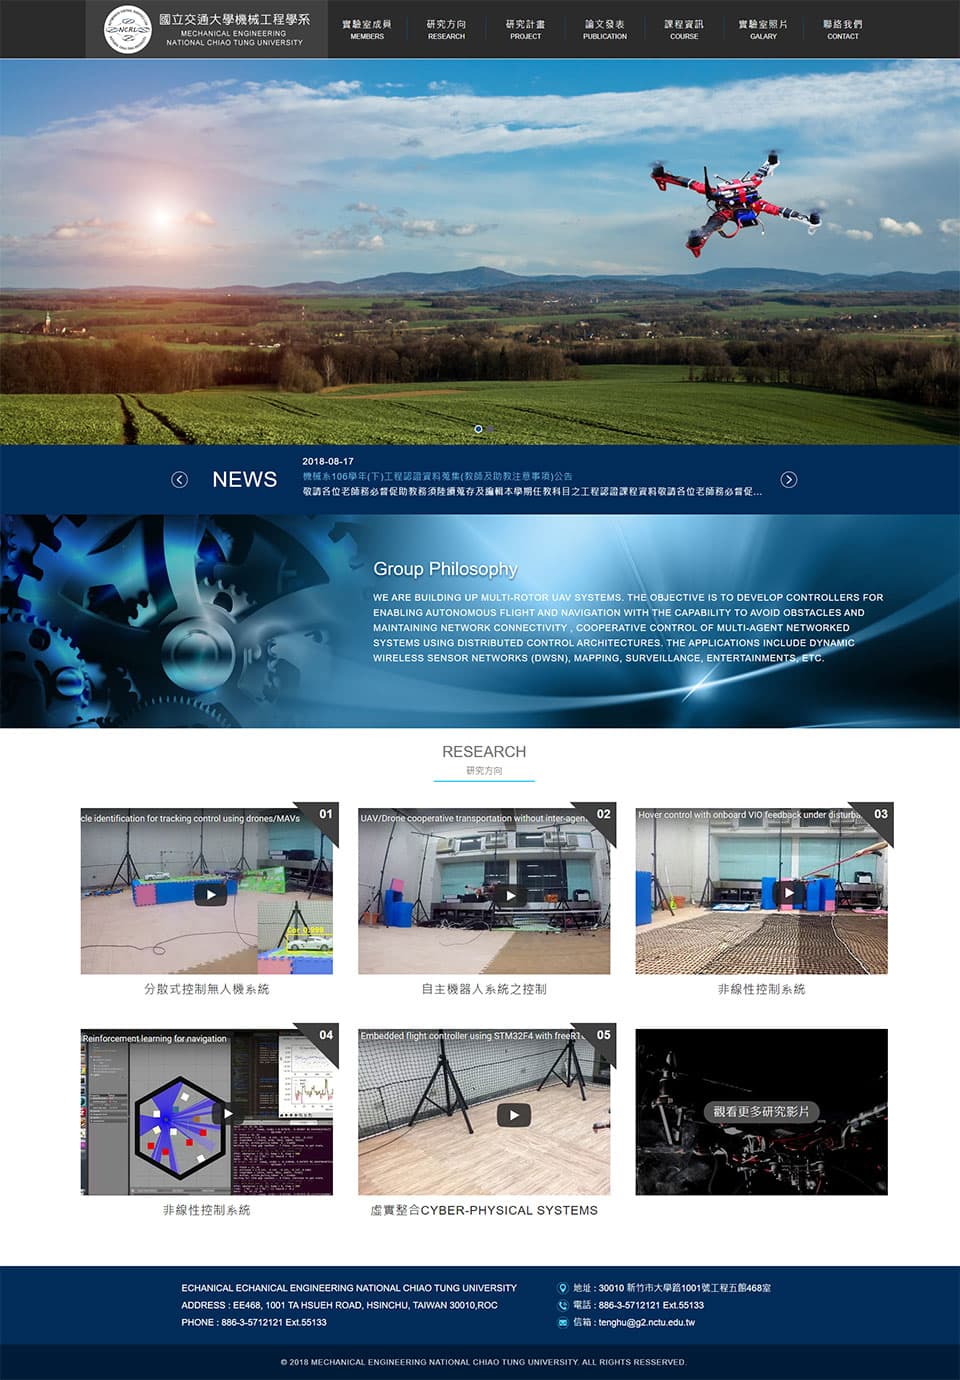 NCRL
國立交通大學機械工程學系
MECHANICAL ENGINEERING
NATIONAL CHIAO TUNG UNIVERSITY
實驗室成員 研究方向 研究計畫 論文發表 課程資訊 實驗室照片 聯絡我們
MEMBERS RESEARCH PROJECT PUBLICATION COURSE GALARY CONTACT
NEWS
2018-08-17
機械系106學年(下)工程認證資料蒐集(教師及助教注意事項)公告
敬請各位老師務必督促助教務須陸續蒐存及編輯本學期任教科目之工程認證課程資料敬請各位老師務必督促...
Group Philosophy
WE ARE BUILDING UP MULTI-ROTOR UAV SYSTEMS. THE OBJECTIVE IS TO DEVELOP CONTROLLERS FOR
ENABLING AUTONOMOUS FLIGHT AND NAVIGATION WITH THE CAPABILITY TO AVOID OBSTACLES AND
MAINTAINING NETWORK CONNECTIVITY , COOPERATIVE CONTROL OF MULTI-AGENT NETWORKED
SYSTEMS USING DISTRIBUTED CONTROL ARCHITECTURES. THE APPLICATIONS INCLUDE DYNAMIC
WIRELESS SENSOR NETWORKS (DWSN), MAPPING, SURVEILLANCE, ENTERTAINMENTS, ETC.
RESEARCH
研究方向
cle identification for tracking control using drones/MAVs 01
Car 0.999
分散式控制無人機系統
UAV/Drone cooperative transportation without inter-agen 02
自主機器人系統之控制
Hover control with onboard VIO feedback under disturba 03
非線性控制系統
Reinforcement learning for navigation 04
非線性控制系統
Embedded flight controller using STM32F4 with freeRT 05
虛實整合CYBER-PHYSICAL SYSTEMS
觀看更多研究影片
ECHANICAL ECHANICAL ENGINEERING NATIONAL CHIAO TUNG UNIVERSITY
ADDRESS : EE468, 1001 TA HSUEH ROAD, HSINCHU, TAIWAN 30010,ROC
PHONE : 886-3-5712121 Ext.55133
地址 : 30010 新竹市大學路1001號工程五館468室
電話 : 886-3-5712121 Ext.55133
信箱 : tenghu@g2.nctu.edu.tw
© 2018 MECHANICAL ENGINEERING NATIONAL CHIAO TUNG UNIVERSITY. ALL RIGHTS RESSERVED.